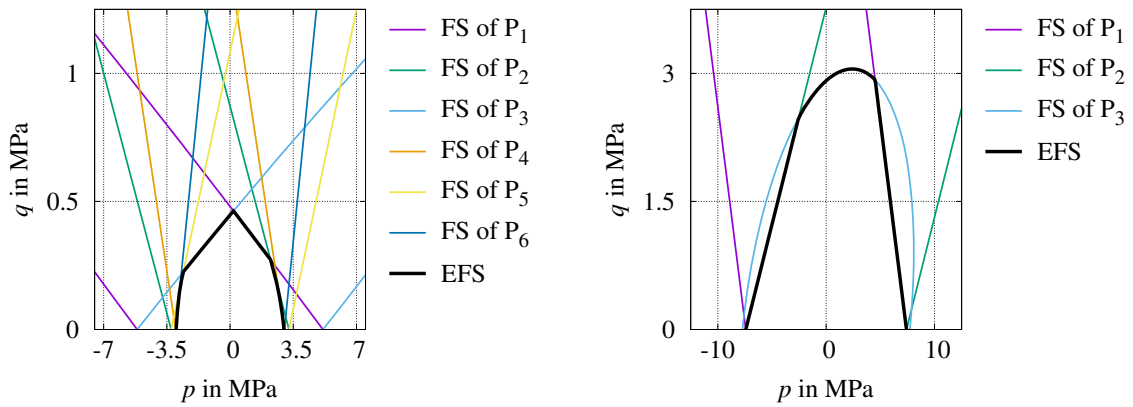 1
0.5
0
-7
-3.5
0
3.5
7
q in MPa
p in MPa
FS of P1
FS of P2
FS of P3
FS of P4
FS of P5
FS of P6
EFS
3
1.5
0
-10
0
10
q in MPa
p in MPa
FS of P1
FS of P2
FS of P3
EFS